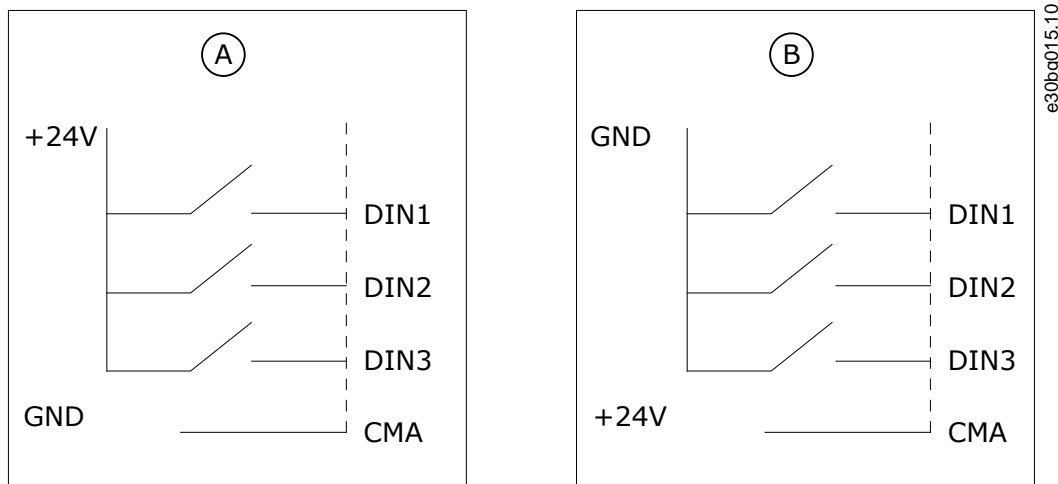 A
+24V
DIN1
DIN2
DIN3
GND
CMA
B
GND
DIN1
DIN2
DIN3
+24V
CMA
e30bg015.10